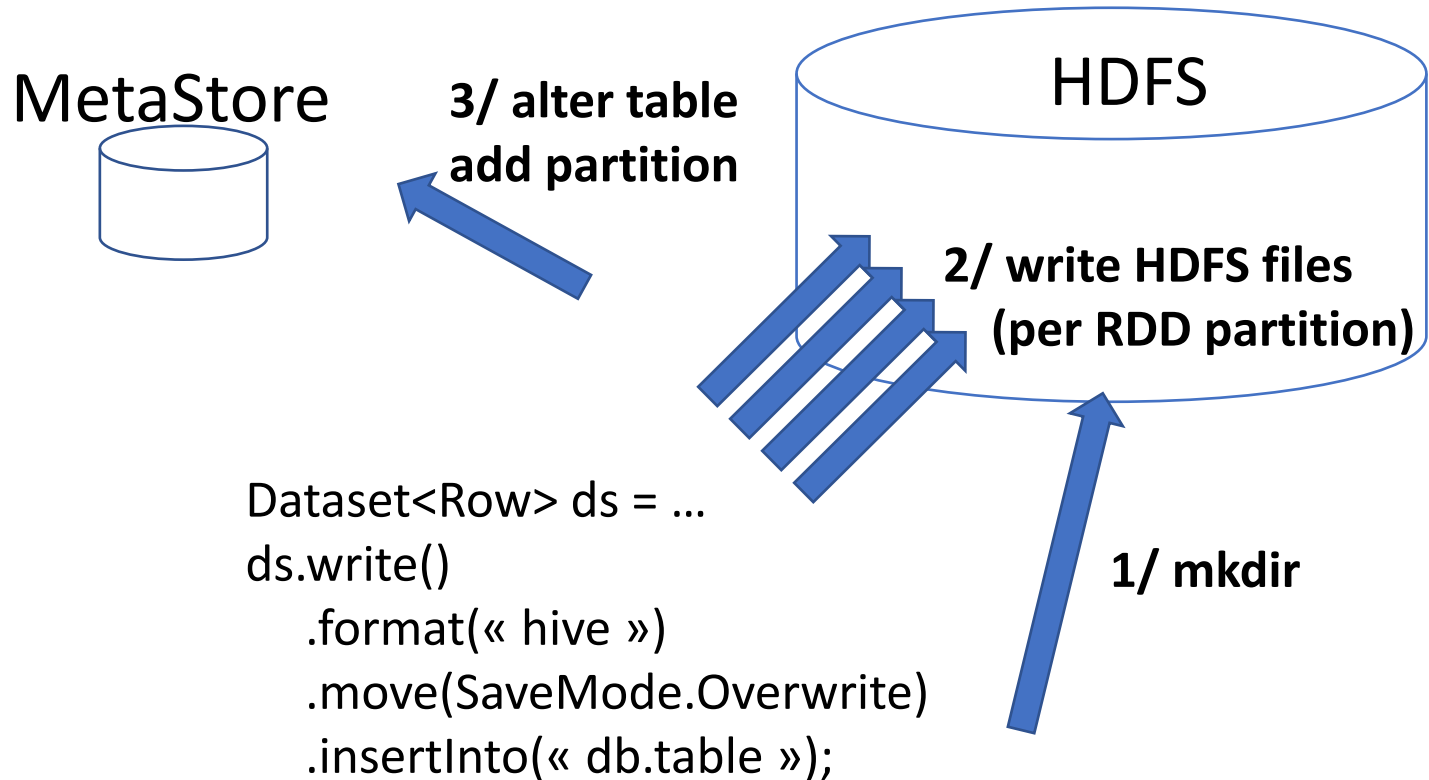 MetaStore
3/ alter table
add partition
HDFS
2/ write HDFS files
(per RDD partition)
1/ mkdir
Dataset<Row> ds = …
ds.write()
.format(« hive »)
.move(SaveMode.Overwrite)
.insertInto(« db.table »);